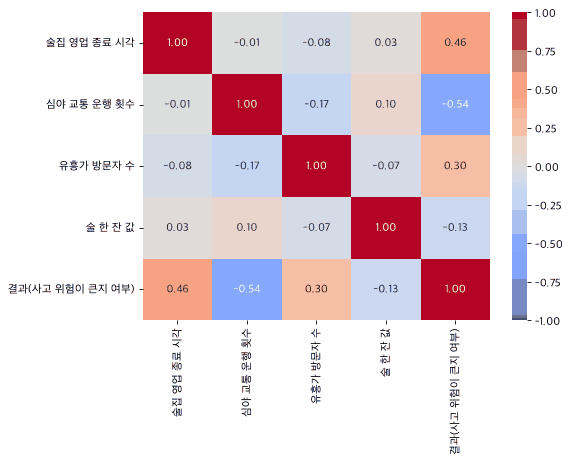 술집 영업 종료 시각
1.00 -0.01 -0.08 0.03 0.46
심야 교통 운행 횟수
-0.01 1.00 -0.17 0.10 -0.54
유흥가 방문자 수
-0.08 -0.17 1.00 -0.07 0.30
술 한 잔 값
0.03 0.10 -0.07 1.00 -0.13
결과(사고 위험이 큰지 여부)
0.46 -0.54 0.30 -0.13 1.00
술집 영업 종료 시각
심야 교통 운행 횟수
유흥가 방문자 수
술 한 잔 값
결과(사고 위험이 큰지 여부)
1.00
0.75
0.50
0.25
0.00
-0.25
-0.50
-0.75
-1.00